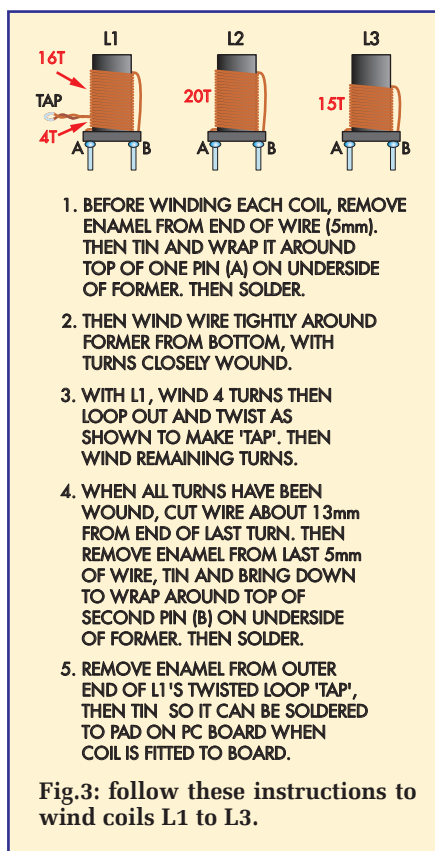 L1 L2 L3
16T
TAP
20T
15T
4T
A B A B A B
1. BEFORE WINDING EACH COIL, REMOVE
ENAMEL FROM END OF WIRE (5mm).
THEN TIN AND WRAP IT AROUND
TOP OF ONE PIN (A) ON UNDERSIDE
OF FORMER. THEN SOLDER.
2. THEN WIND WIRE TIGHTLY AROUND
FORMER FROM BOTTOM, WITH
TURNS CLOSELY WOUND.
3. WITH L1, WIND 4 TURNS THEN
LOOP OUT AND TWIST AS
SHOWN TO MAKE 'TAP'. THEN
WIND REMAINING TURNS.
4. WHEN ALL TURNS HAVE BEEN
WOUND, CUT WIRE ABOUT 13mm
FROM END OF LAST TURN. THEN
REMOVE ENAMEL FROM LAST 5mm
OF WIRE, TIN AND BRING DOWN
TO WRAP AROUND TOP OF
SECOND PIN (B) ON UNDERSIDE
OF FORMER. THEN SOLDER.
5. REMOVE ENAMEL FROM OUTER
END OF L1'S TWISTED LOOP 'TAP',
THEN TIN SO IT CAN BE SOLDERED
TO PAD ON PC BOARD WHEN
COIL IS FITTED TO BOARD.
Fig.3: follow these instructions to
wind coils L1 to L3.